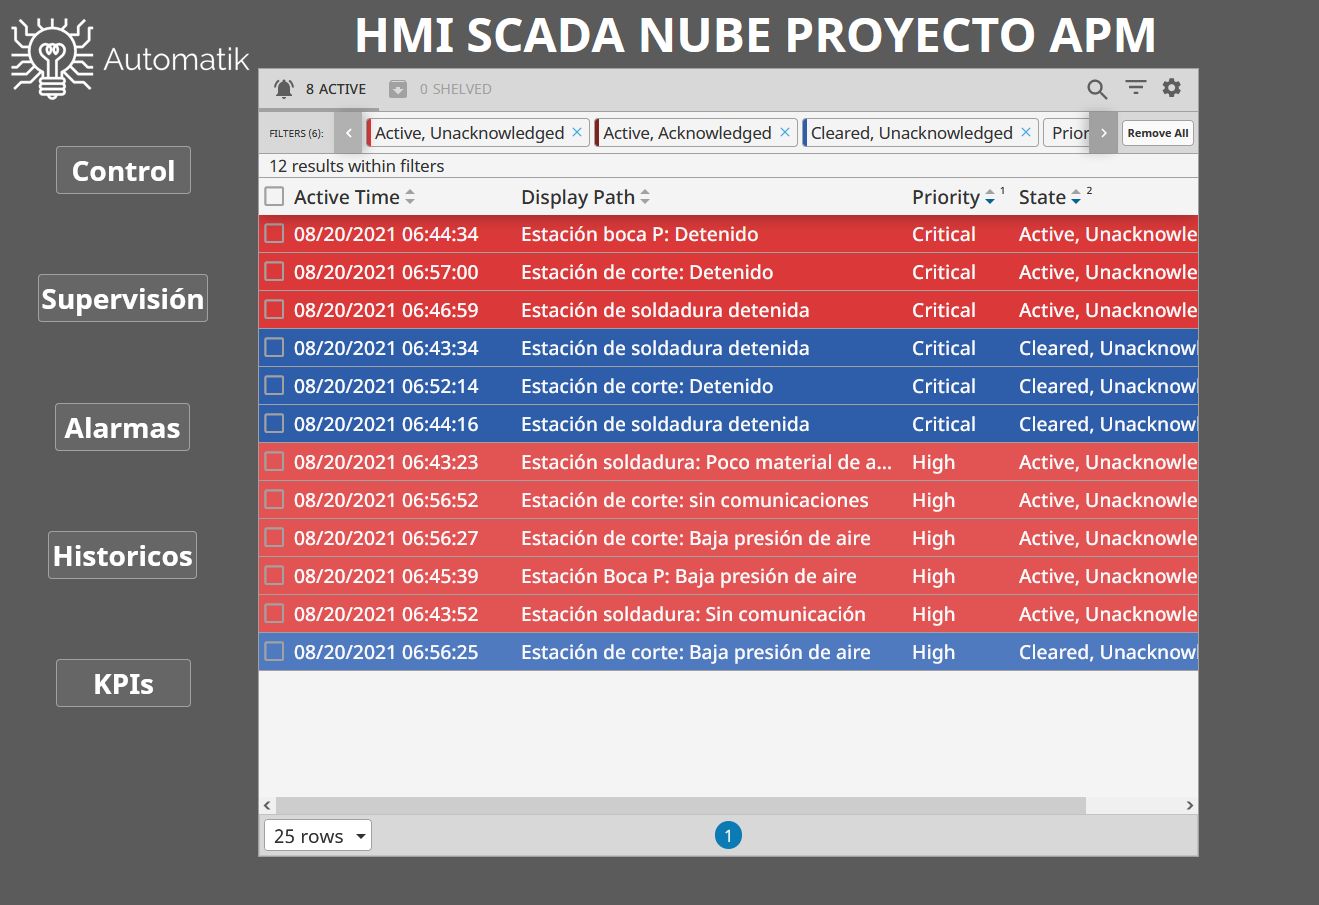 HMI SCADA NUBE PROYECTO APM
Automatik
Control
Supervisión
Alarmas
Historicos
KPIs
8 ACTIVE 0 SHELVED
FILTERS (6): Active, Unacknowledged Active, Acknowledged Cleared, Unacknowledged Prior Remove All
12 results within filters
Active Time Display Path Priority 1 State 2
08/20/2021 06:44:34 Estación boca P: Detenido Critical Active, Unacknowle
08/20/2021 06:57:00 Estación de corte: Detenido Critical Active, Unacknowle
08/20/2021 06:46:59 Estación de soldadura detenida Critical Active, Unacknowle
08/20/2021 06:43:34 Estación de soldadura detenida Critical Cleared, Unacknowl
08/20/2021 06:52:14 Estación de corte: Detenido Critical Cleared, Unacknowl
08/20/2021 06:44:16 Estación de soldadura detenida Critical Cleared, Unacknowl
08/20/2021 06:43:23 Estación soldadura: Poco material de a... High Active, Unacknowle
08/20/2021 06:56:52 Estación de corte: sin comunicaciones High Active, Unacknowle
08/20/2021 06:56:27 Estación de corte: Baja presión de aire High Active, Unacknowle
08/20/2021 06:45:39 Estación Boca P: Baja presión de aire High Active, Unacknowle
08/20/2021 06:43:52 Estación soldadura: Sin comunicación High Active, Unacknowle
08/20/2021 06:56:25 Estación de corte: Baja presión de aire High Cleared, Unacknowl
25 rows 1